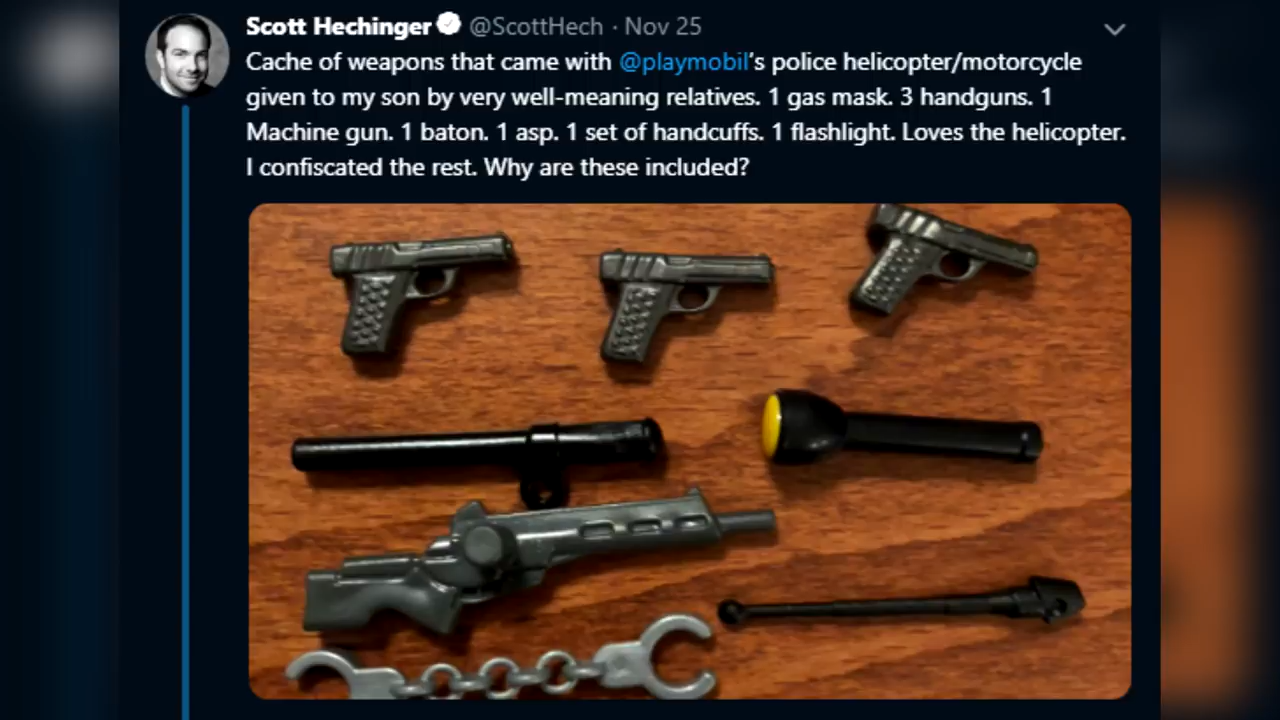 Scott Hechinger @ScottHech · Nov 25
Cache of weapons that came with @playmobil's police helicopter/motorcycle
given to my son by very well-meaning relatives. 1 gas mask. 3 handguns. 1
Machine gun. 1 baton. 1 asp. 1 set of handcuffs. 1 flashlight. Loves the helicopter.
I confiscated the rest. Why are these included?